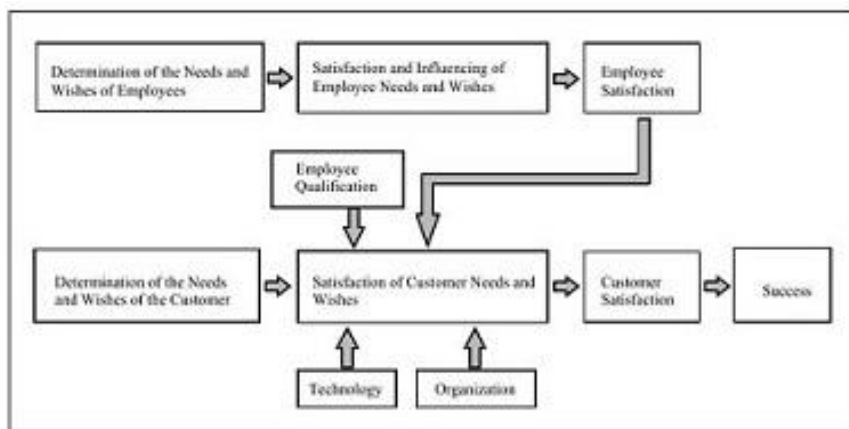 Determination of the Needs and
Wishes of Employees
Satisfaction and Influencing of
Employee Needs and Wishes
Employee
Satisfaction
Employee
Qualification
Determination of the Needs
and Wishes of the Customer
Satisfaction of Customer Needs and
Wishes
Customer
Satisfaction
Success
Technology
Organization